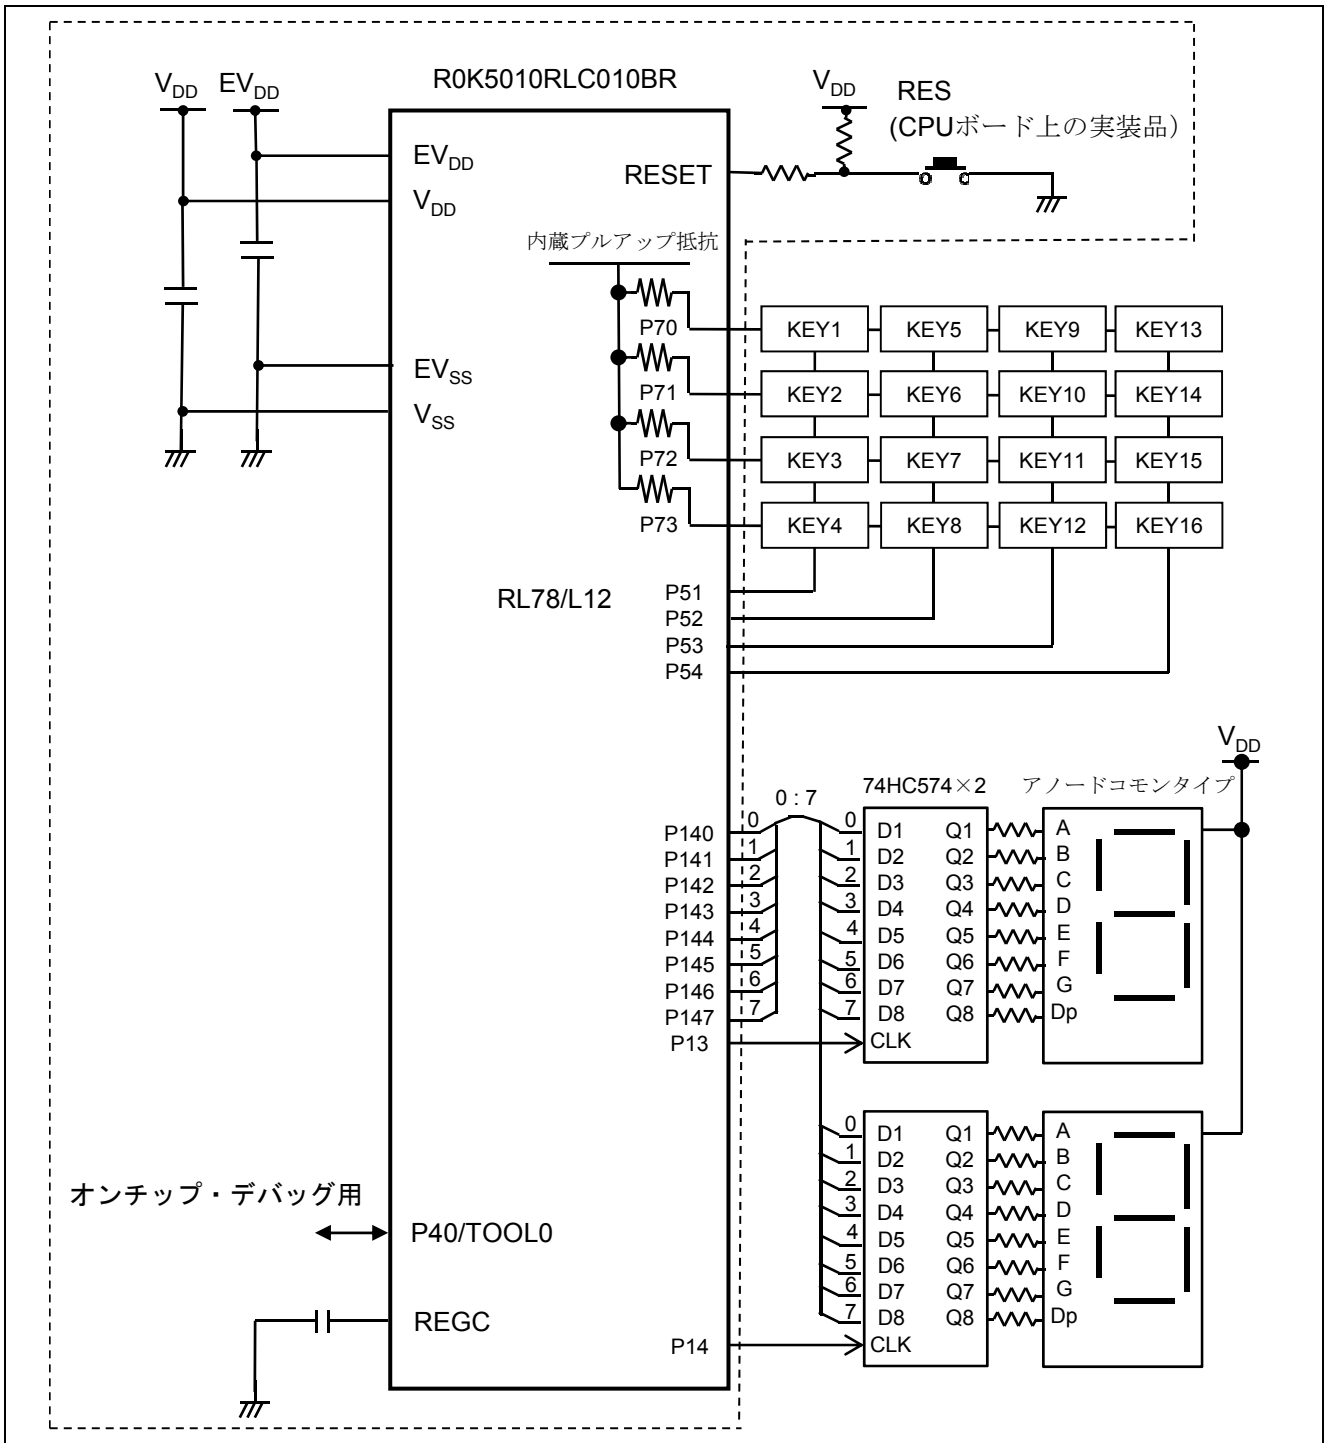 R0K5010RLC010BR
VDD EVDD
VDD
RES
(CPUボード上の実装品）
EVDD
VDD
RESET
内蔵プルアップ抵抗
P70
KEY1 KEY5 KEY9 KEY13
P71
KEY2 KEY6 KEY10 KEY14
EVSS
VSS
P72
KEY3 KEY7 KEY11 KEY15
P73
KEY4 KEY8 KEY12 KEY16
RL78/L12
P51
P52
P53
P54
VDD
74HC574×2
アノードコモンタイプ
0 : 7
P140 0 0 D1 Q1 A
P141 1 1 D2 Q2 B
P142 2 2 D3 Q3 C
P143 3 3 D4 Q4 D
P144 4 4 D5 Q5 E
P145 5 5 D6 Q6 F
P146 6 6 D7 Q7 G
P147 7 7 D8 Q8 Dp
P13 CLK
0 D1 Q1 A
1 D2 Q2 B
2 D3 Q3 C
3 D4 Q4 D
4 D5 Q5 E
5 D6 Q6 F
6 D7 Q7 G
7 D8 Q8 Dp
P14 CLK
オンチップ・デバッグ用
P40/TOOL0
REGC